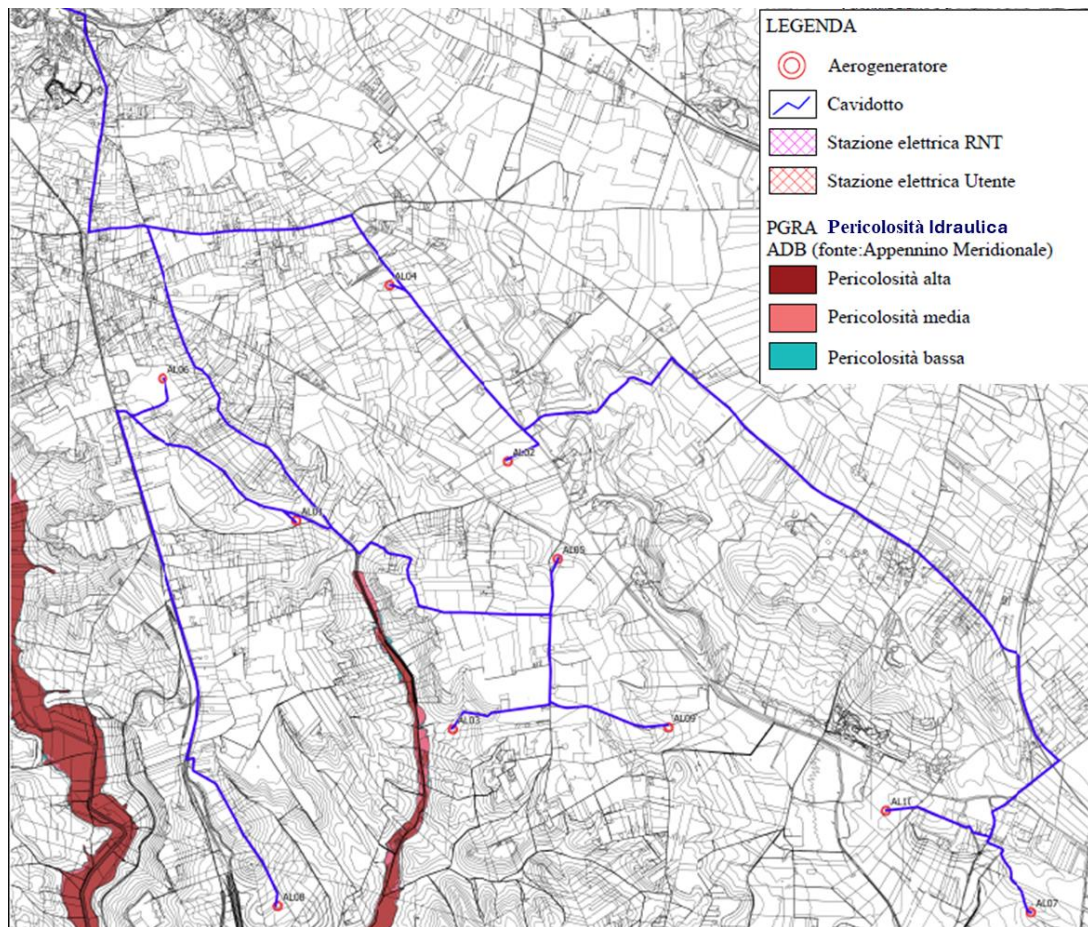 LEGENDA
Aerogeneratore
Cavidotto
Stazione elettrica RNT
Stazione elettrica Utente
PGRA Pericolosità Idraulica
ADB (fonte:Appennino Meridionale)
Pericolosità alta
Pericolosità media
Pericolosità bassa
AL04
AL06
AL02
AL01
AL05
AL03
AL09
AL11
AL08
AL07